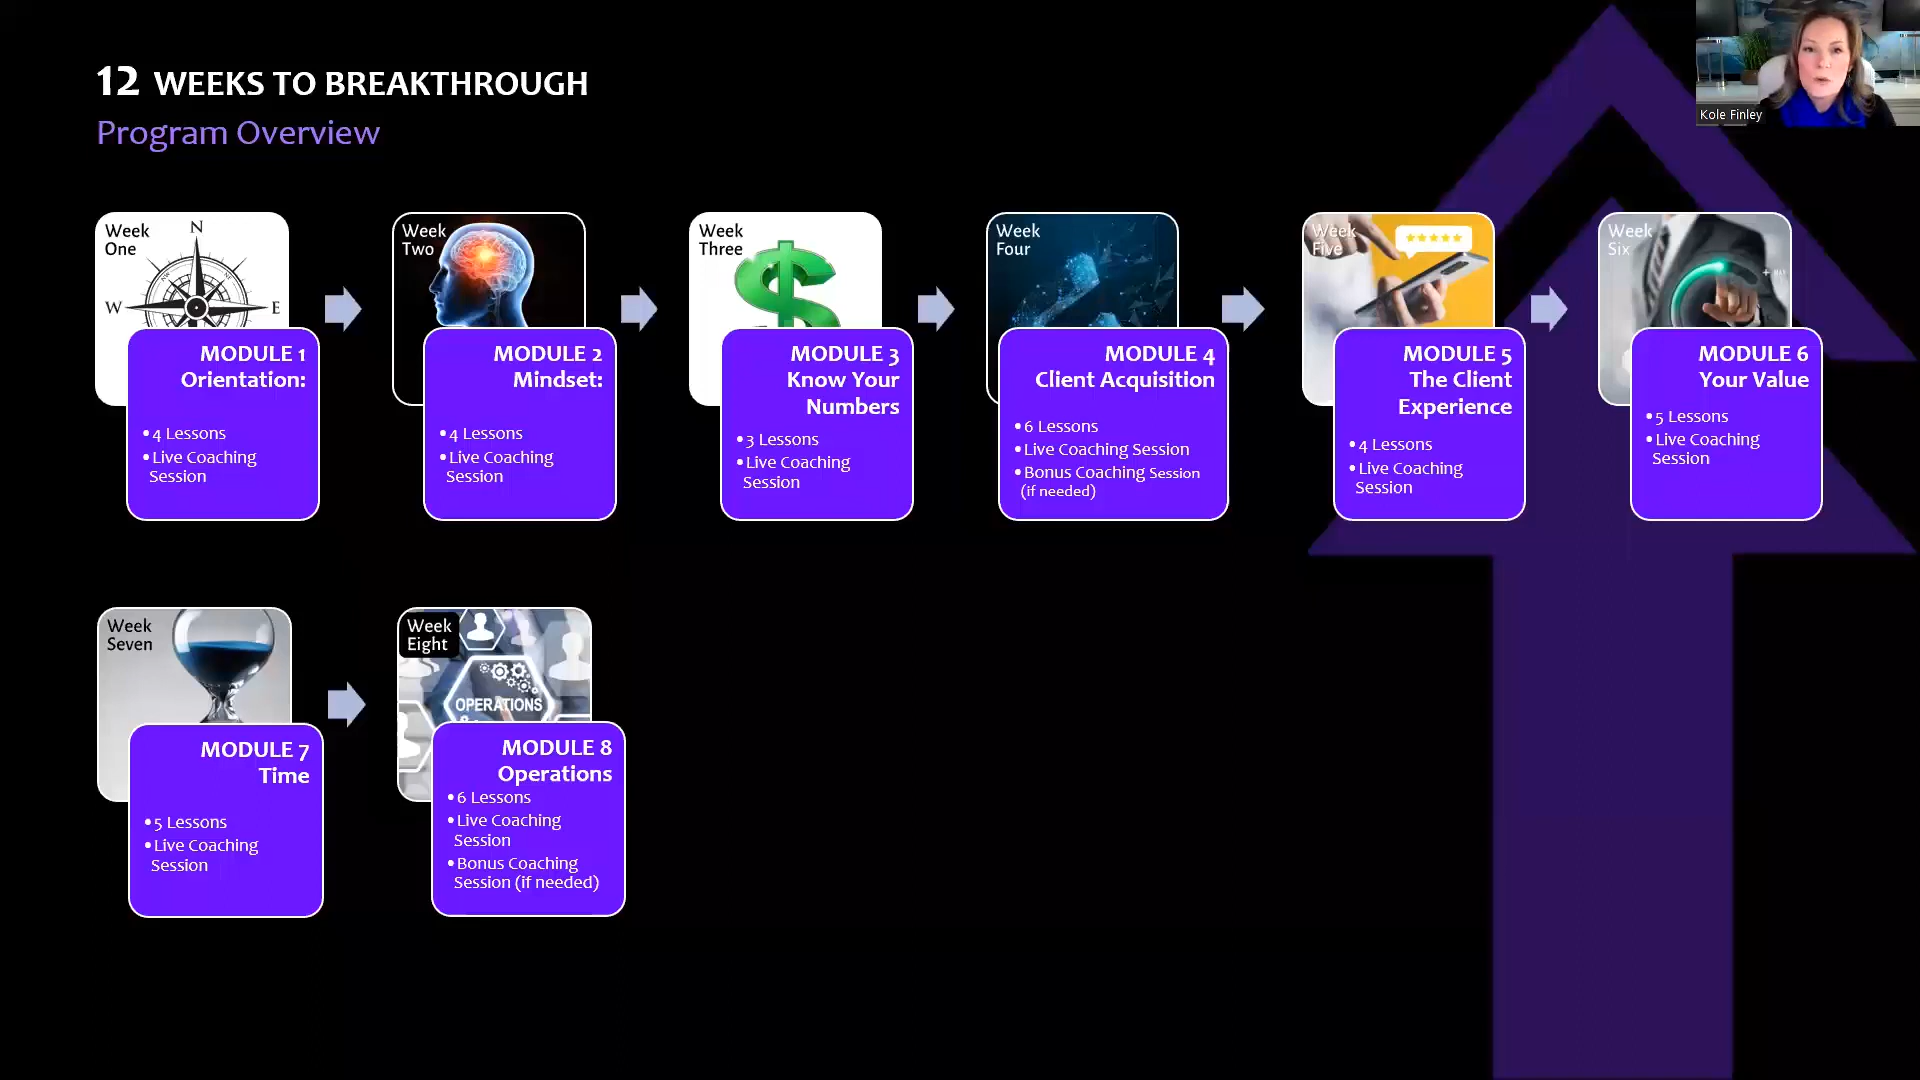 12 WEEKS TO BREAKTHROUGH
Program Overview
Kole Finley
Week
One
N
W
E
MODULE 1
Orientation:
•4 Lessons
•Live Coaching
Session
Week
Two
MODULE 2
Mindset:
•4 Lessons
•Live Coaching
Session
Week
Three
MODULE 3
Know Your
Numbers
•3 Lessons
•Live Coaching
Session
Week
Four
MODULE 4
Client Acquisition
•6 Lessons
•Live Coaching Session
•Bonus Coaching Session
(if needed)
Week
Five
MODULE 5
The Client
Experience
•4 Lessons
•Live Coaching
Session
Week
Six
MODULE 6
Your Value
•5 Lessons
•Live Coaching
Session
Week
Seven
MODULE 7
Time
•5 Lessons
•Live Coaching
Session
Week
Eight
OPERATIONS
MODULE 8
Operations
•6 Lessons
•Live Coaching
Session
•Bonus Coaching
Session (if needed)